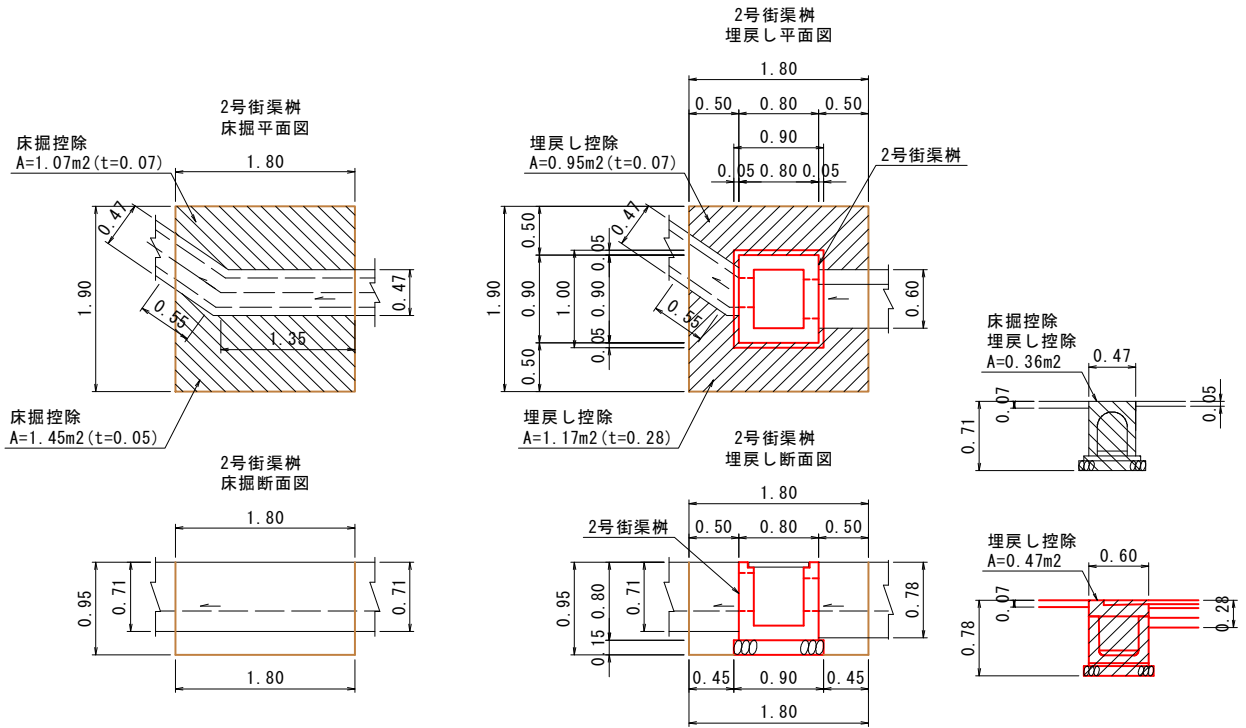 2号街渠桝
床掘平面図
床掘控除
A=1.07m2(t=0.07)
1.80
0.47
1.90
0.55
1.35
0.47
床掘控除
A=1.45m2(t=0.05)
2号街渠桝
埋戻し平面図
1.80
0.50
0.80
0.50
埋戻し控除
A=0.95m2(t=0.07)
0.90
2号街渠桝
0.05
0.80
0.05
0.47
0.50
0.05
1.90
1.00
0.90
0.90
0.60
0.55
0.05
0.50
埋戻し控除
A=1.17m2(t=0.28)
床掘控除
埋戻し控除
A=0.36m2
0.47
0.07
0.05
0.71
2号街渠桝
床掘断面図
1.80
0.95
0.71
0.71
1.80
2号街渠桝
埋戻し断面図
1.80
2号街渠桝
0.50
0.80
0.50
0.95
0.80
0.71
0.78
0.15
0.45
0.90
0.45
1.80
埋戻し控除
A=0.47m2
0.60
0.07
0.28
0.78